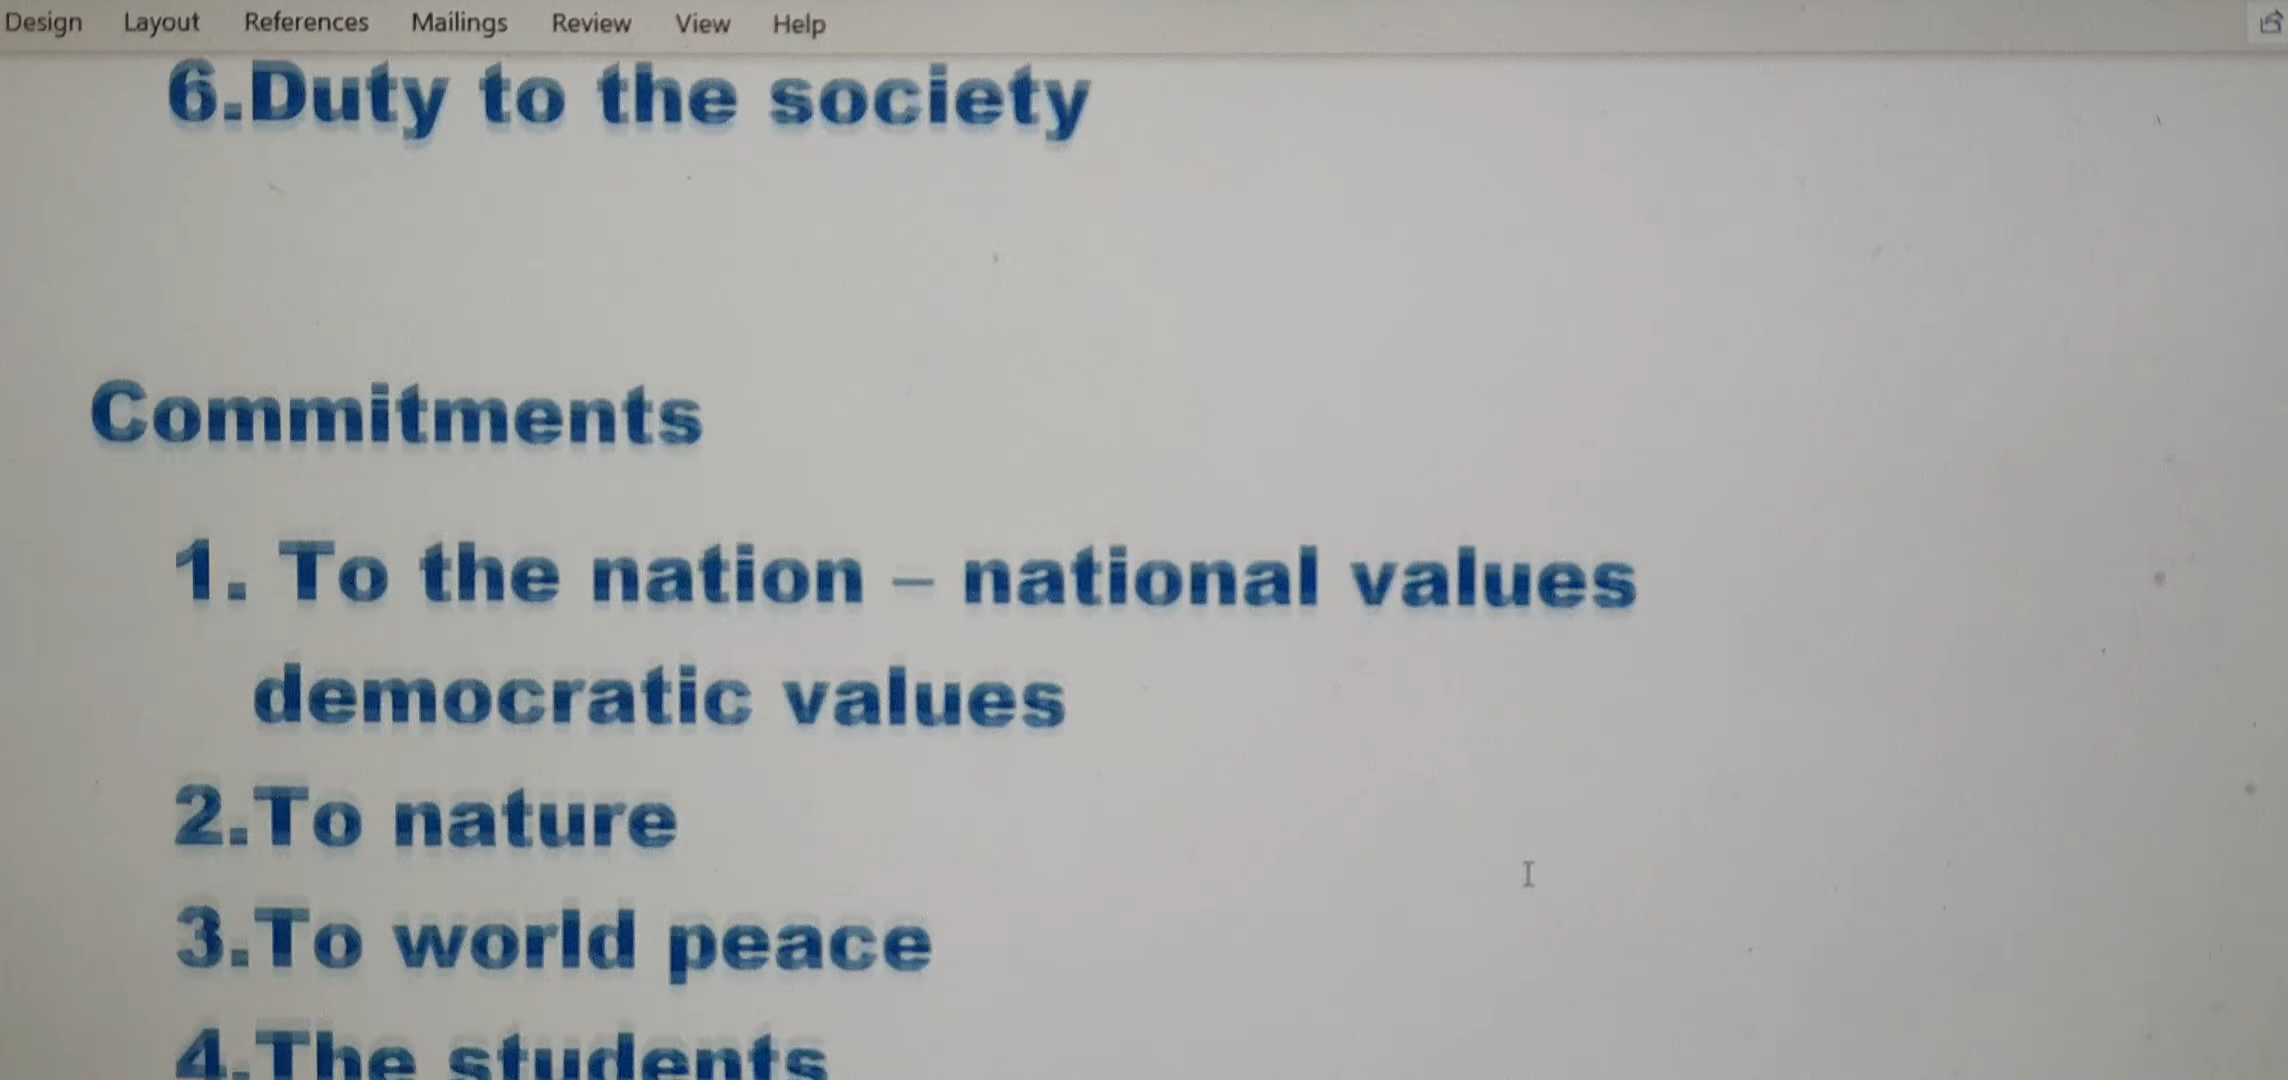 Design Layout References Mailings Review View Help
6.Duty to the society
Commitments
1. To the nation – national values
democratic values
2.To nature
3.To world peace
4.The students